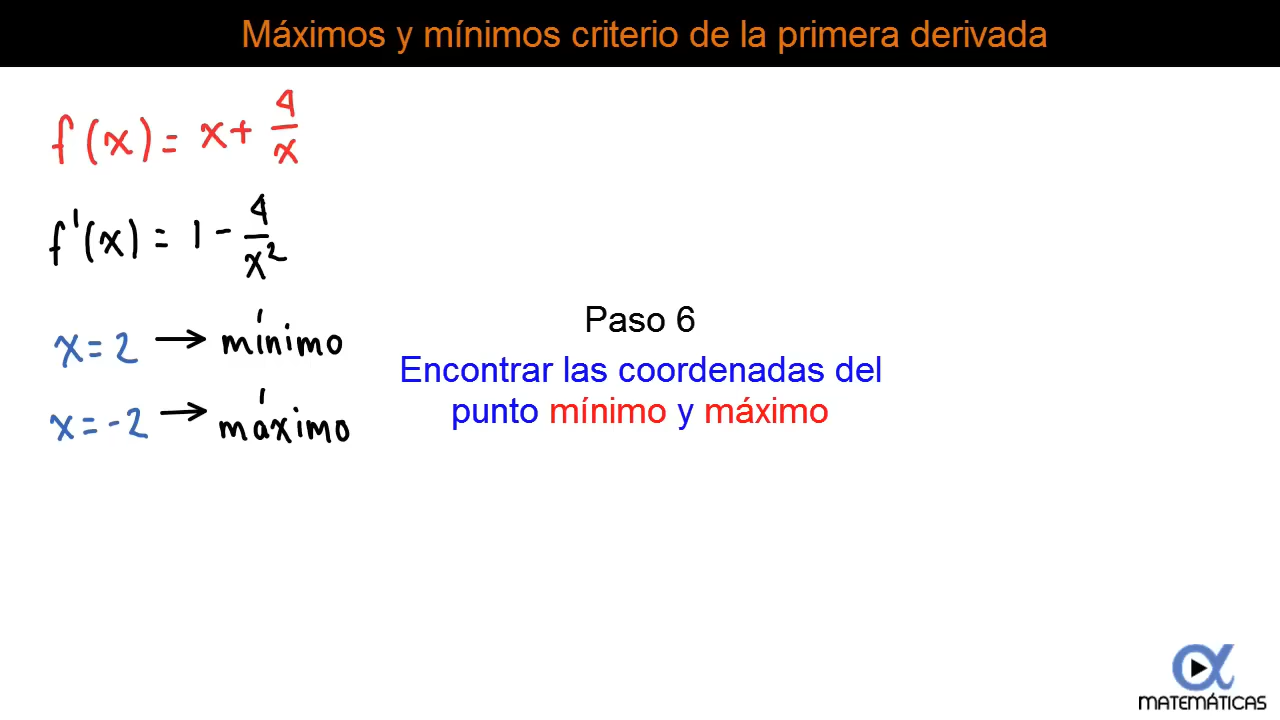 Máximos y mínimos criterio de la primera derivada
f(x) = x + 4/x
f'(x) = 1 - 4/x²
x = 2 → mínimo
x = -2 → máximo
Paso 6
Encontrar las coordenadas del
punto mínimo y máximo
MATEMÁTICAS